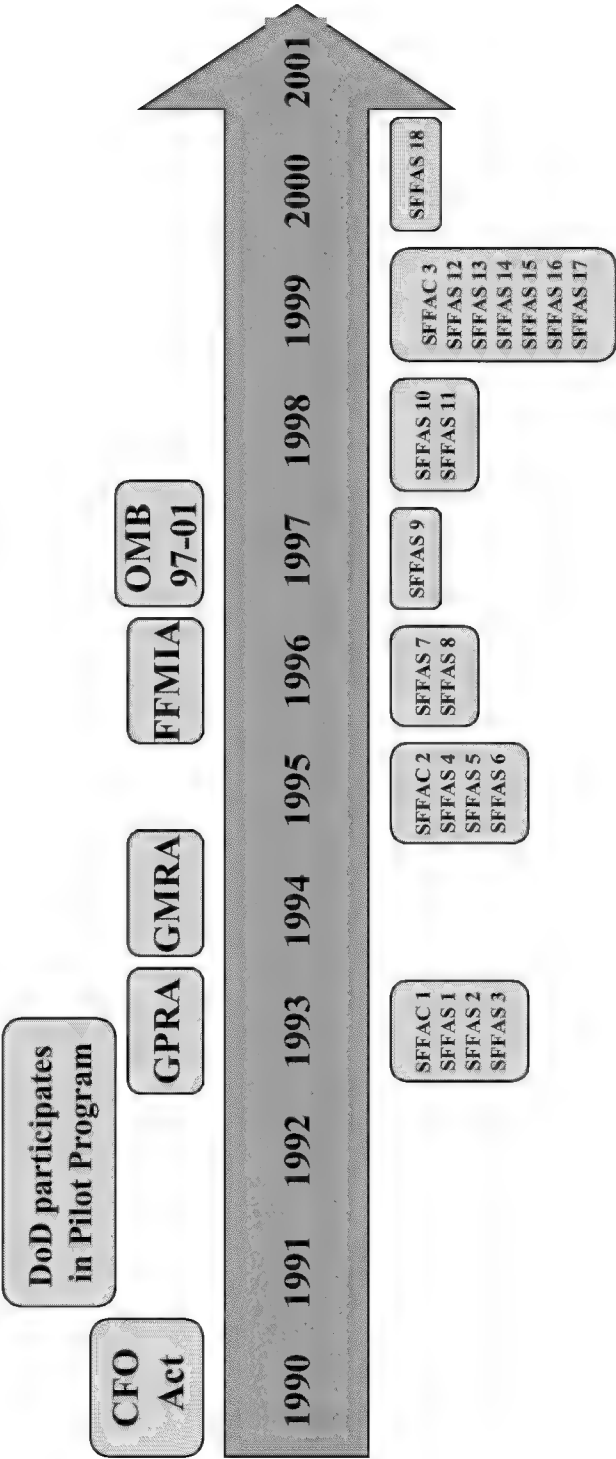 DoD participates
in Pilot Program
CFO
Act
GPRA
GMRA
FFMIA
OMB
97-01
1990 1991 1992 1993 1994 1995 1996 1997 1998 1999 2000 2001
SFFAC 1
SFFAS 1
SFFAS 2
SFFAS 3
SFFAC 2
SFFAS 4
SFFAS 5
SFFAS 6
SFFAS 7
SFFAS 8
SFFAS 9
SFFAS 10
SFFAS 11
SFFAC 3
SFFAS 12
SFFAS 13
SFFAS 14
SFFAS 15
SFFAS 16
SFFAS 17
SFFAS 18